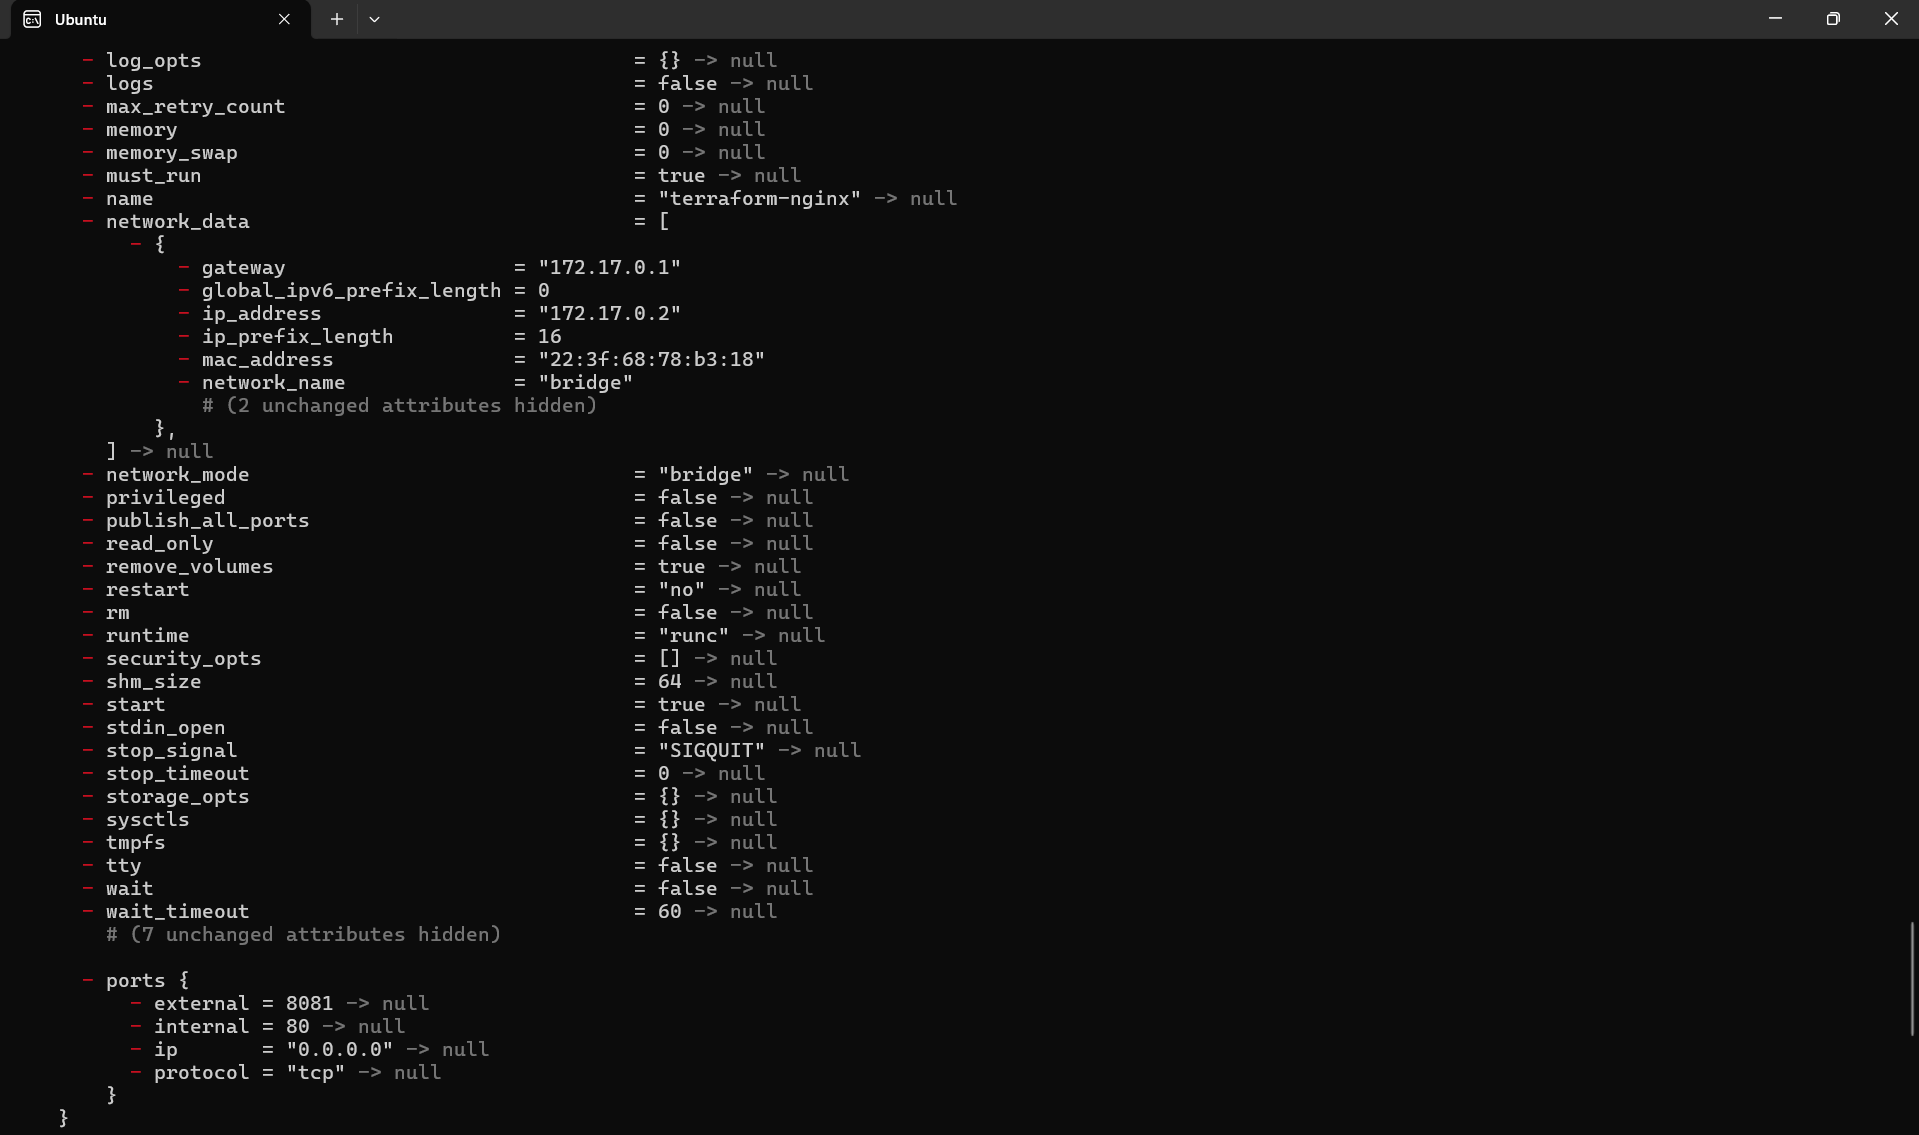 Ubuntu
- log_opts = {} -> null
- logs = false -> null
- max_retry_count = 0 -> null
- memory = 0 -> null
- memory_swap = 0 -> null
- must_run = true -> null
- name = "terraform-nginx" -> null
- network_data = [
- {
- gateway = "172.17.0.1"
- global_ipv6_prefix_length = 0
- ip_address = "172.17.0.2"
- ip_prefix_length = 16
- mac_address = "22:3f:68:78:b3:18"
- network_name = "bridge"
# (2 unchanged attributes hidden)
},
] -> null
- network_mode = "bridge" -> null
- privileged = false -> null
- publish_all_ports = false -> null
- read_only = false -> null
- remove_volumes = true -> null
- restart = "no" -> null
- rm = false -> null
- runtime = "runc" -> null
- security_opts = [] -> null
- shm_size = 64 -> null
- start = true -> null
- stdin_open = false -> null
- stop_signal = "SIGQUIT" -> null
- stop_timeout = 0 -> null
- storage_opts = {} -> null
- sysctls = {} -> null
- tmpfs = {} -> null
- tty = false -> null
- wait = false -> null
- wait_timeout = 60 -> null
# (7 unchanged attributes hidden)
- ports {
- external = 8081 -> null
- internal = 80 -> null
- ip = "0.0.0.0" -> null
- protocol = "tcp" -> null
}
}